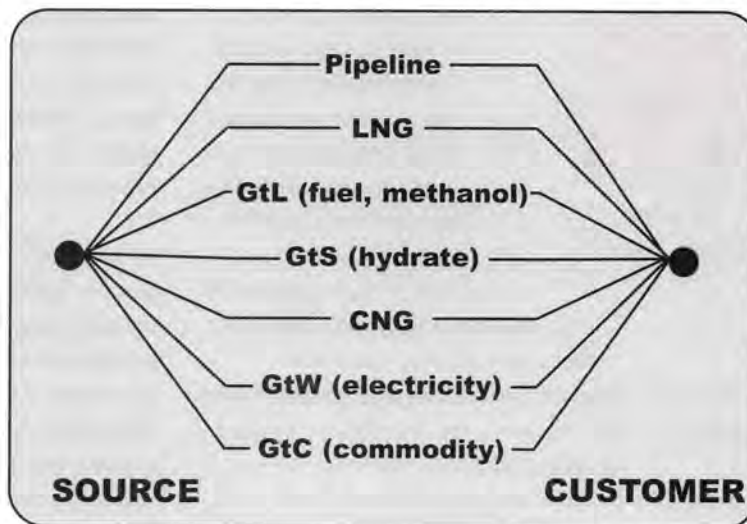 Pipeline
LNG
GtL (fuel, methanol)
GtS (hydrate)
CNG
GtW (electricity)
GtC (commodity)
SOURCE
CUSTOMER